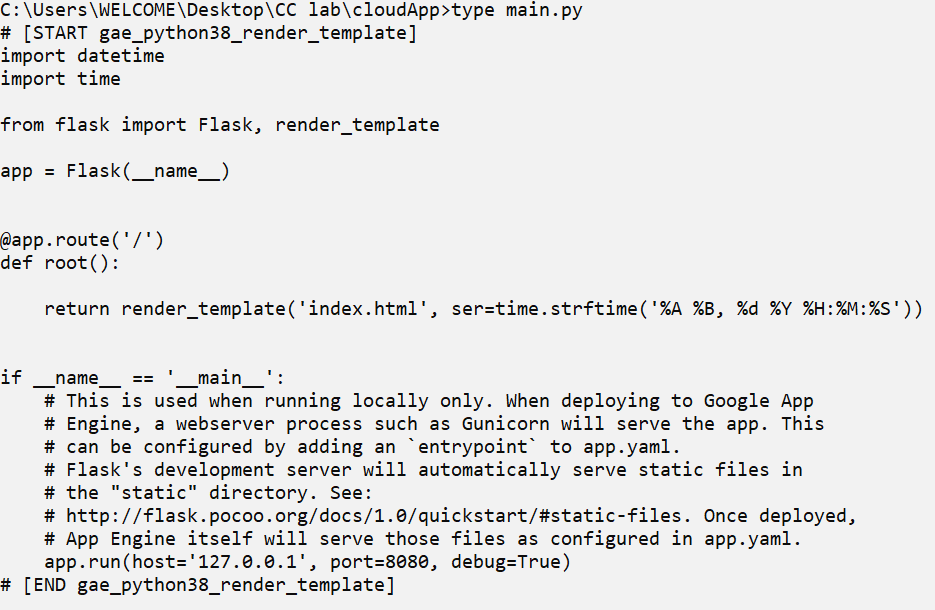 C:\Users\WELCOME\Desktop\CC lab\cloudApp>type main.py
# [START gae_python38_render_template]
import datetime
import time

from flask import Flask, render_template

app = Flask(__name__)


@app.route('/')
def root():

    return render_template('index.html', ser=time.strftime('%A %B, %d %Y %H:%M:%S'))


if __name__ == '__main__':
    # This is used when running locally only. When deploying to Google App
    # Engine, a webserver process such as Gunicorn will serve the app. This
    # can be configured by adding an `entrypoint` to app.yaml.
    # Flask's development server will automatically serve static files in
    # the "static" directory. See:
    # http://flask.pocoo.org/docs/1.0/quickstart/#static-files. Once deployed,
    # App Engine itself will serve those files as configured in app.yaml.
    app.run(host='127.0.0.1', port=8080, debug=True)
# [END gae_python38_render_template]